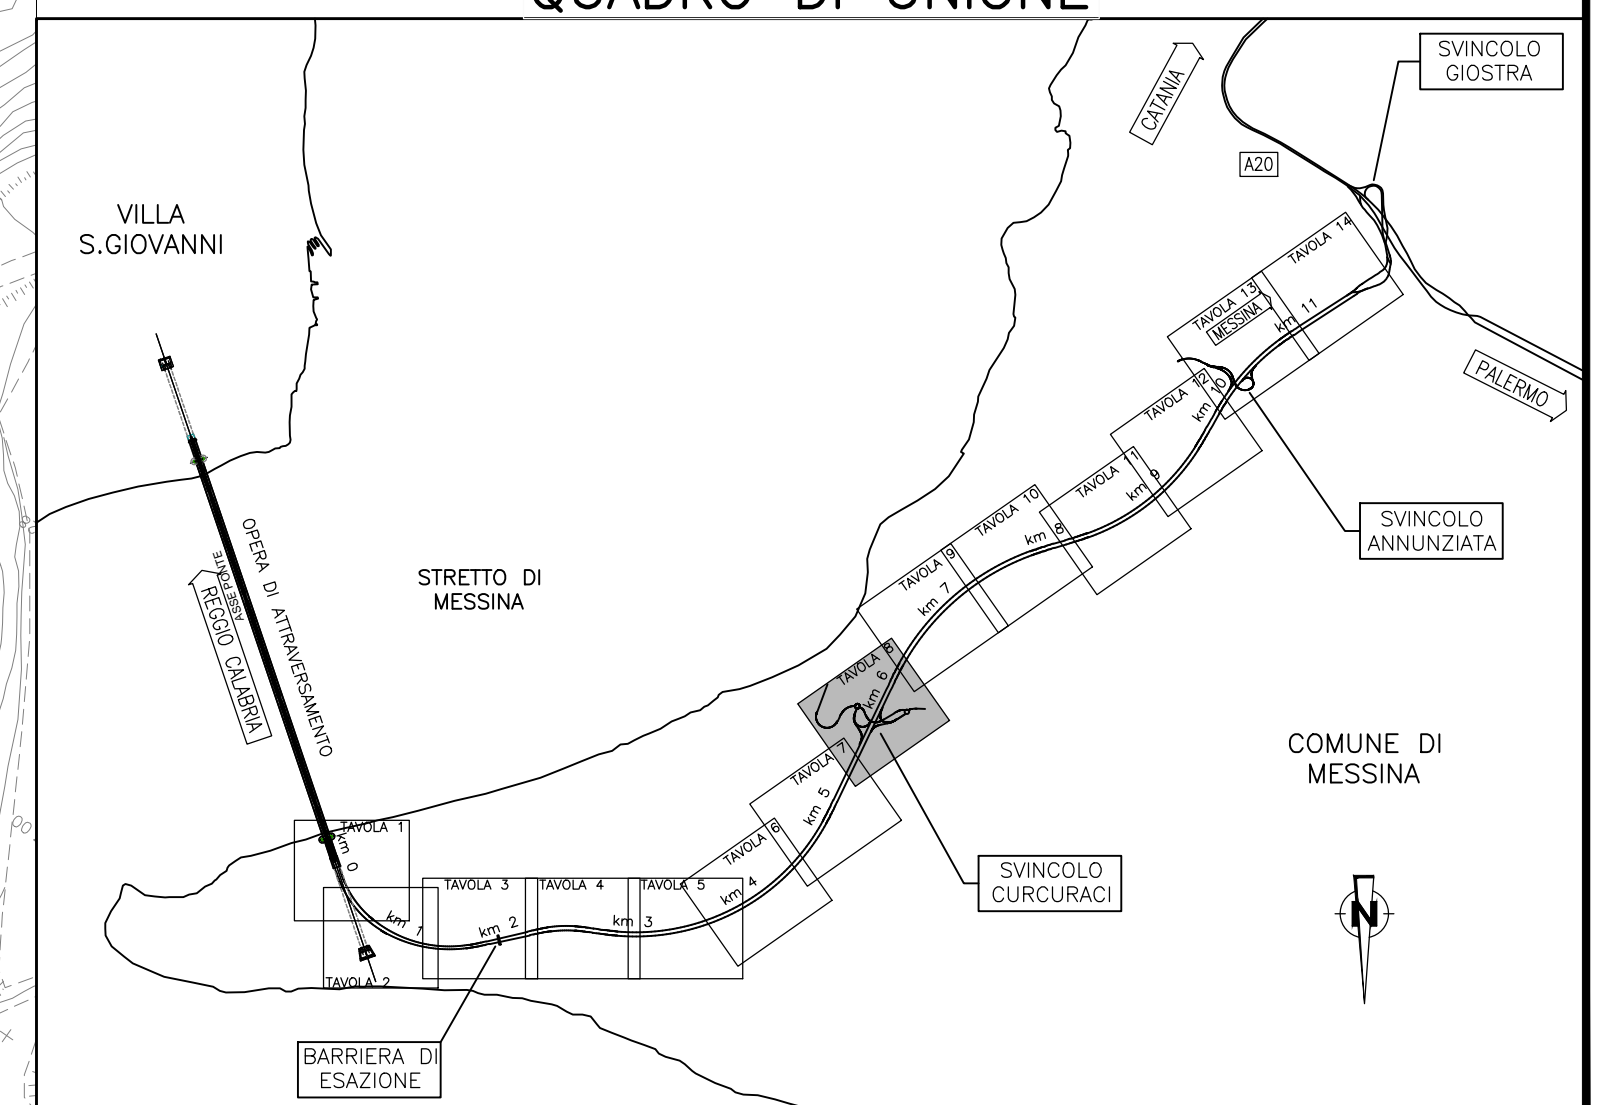 QUADRO DI UNIONE
SVINCOLO
GIOSTRA
CATANIA
A20
VILLA
S.GIOVANNI
TAVOLA 14
TAVOLA 13
MESSINA
km 11
PALERMO
TAVOLA 12
km 10
TAVOLA 11
km 9
SVINCOLO
ANNUNZIATA
TAVOLA 10
km 8
TAVOLA 9
km 7
OPERA DI ATTRAVERSAMENTO
ASSE PONTE
REGGIO CALABRIA
STRETTO DI
MESSINA
TAVOLA 8
km 6
COMUNE DI
MESSINA
TAVOLA 7
km 5
TAVOLA 6
km 4
TAVOLA 1
km 0
SVINCOLO
CURCURACI
TAVOLA 3
TAVOLA 4
TAVOLA 5
km 1
km 2
km 3
N
TAVOLA 2
BARRIERA DI
ESAZIONE